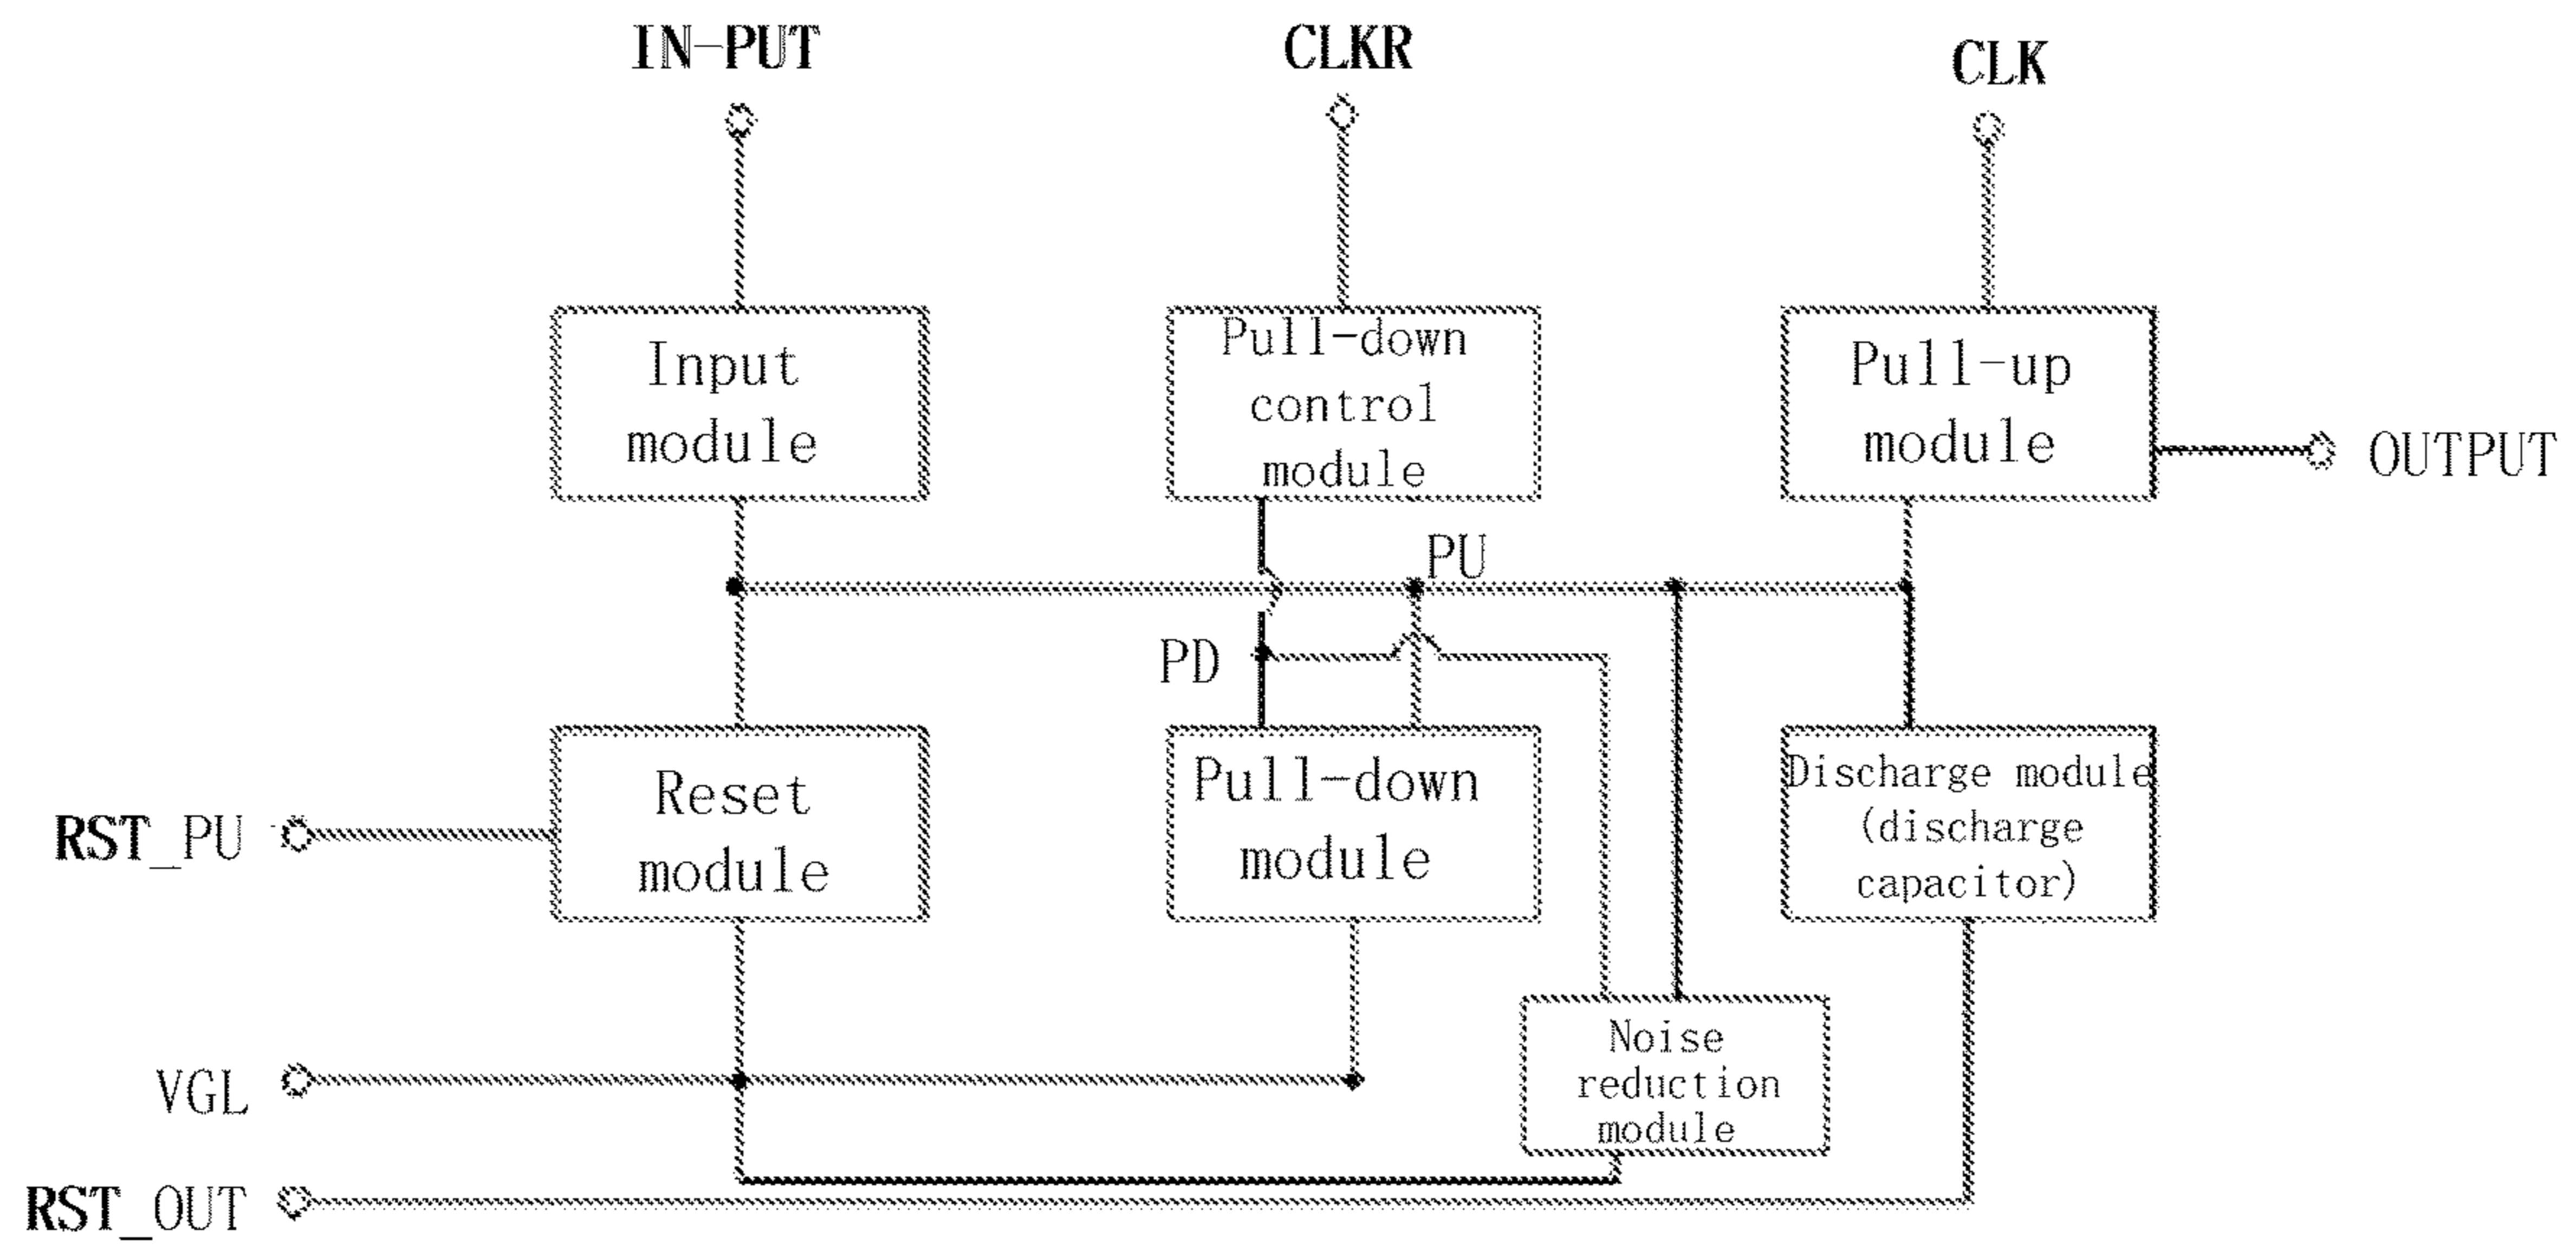 IN-PUT
CLKR
CLK
Input
module
Pull-down
control
module
Pull-up
module
OUTPUT
PU
PD
RST_PU
Reset
module
Pull-down
module
Discharge module
(discharge
capacitor)
VGL
Noise
reduction
module
RST_OUT